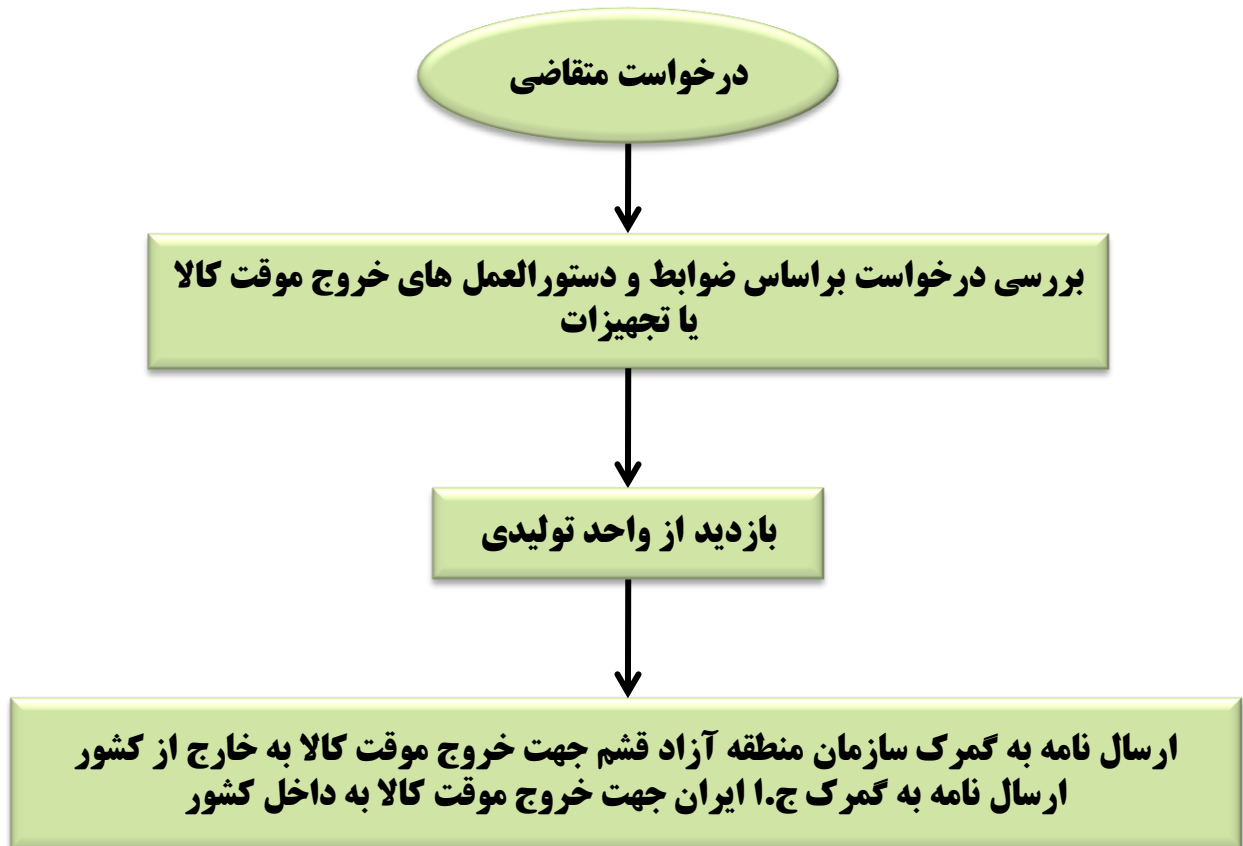 درخواست متقاضی
بررسی درخواست براساس ضوابط و دستورالعمل های خروج موقت کالا
یا تجهیزات
بازدید از واحد تولیدی
ارسال نامه به گمرک سازمان منطقه آزاد قشم جهت خروج موقت کالا به خارج از کشور
ارسال نامه به گمرک ج.ا ایران جهت خروج موقت کالا به داخل کشور